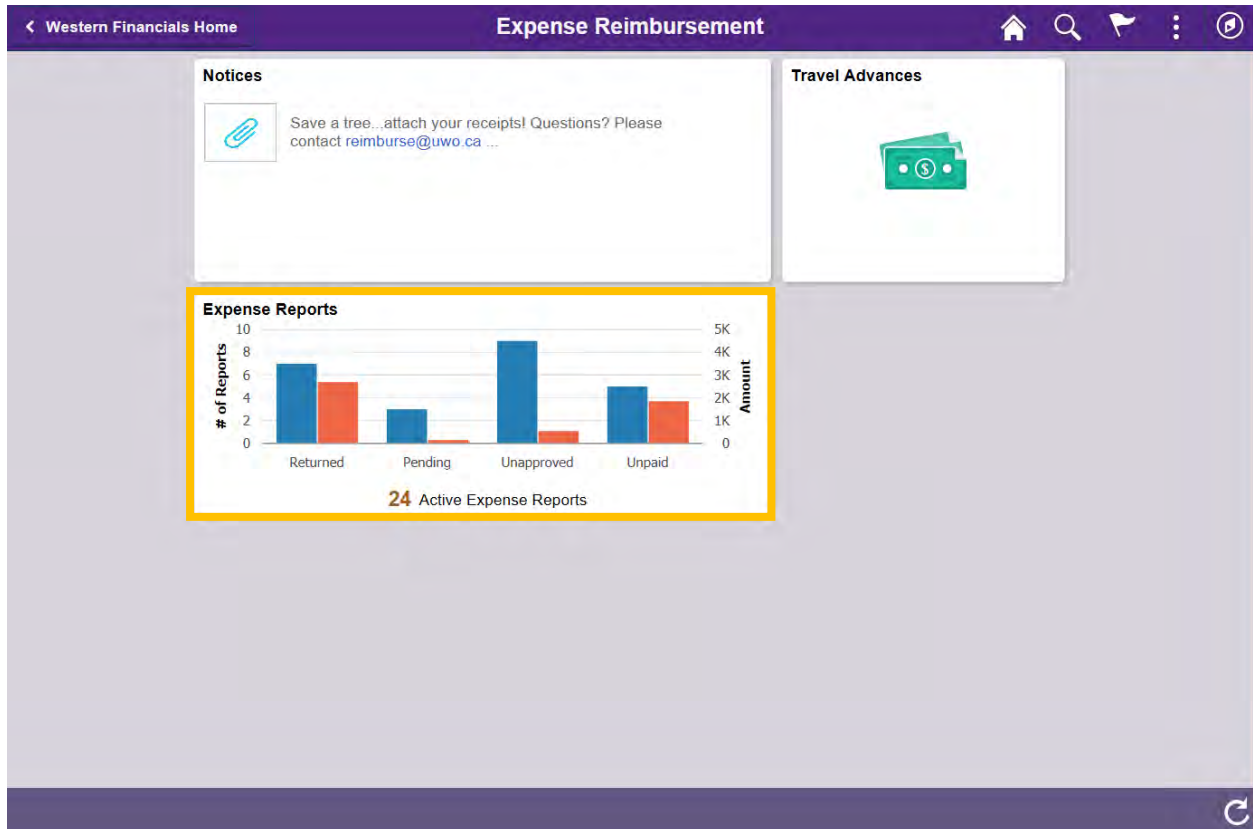 Western Financials Home
Expense Reimbursement
Notices
Save a tree...attach your receipts! Questions? Please
contact reimburse@uwo.ca ...
Travel Advances
$
Expense Reports
# of Reports
10
8
6
4
2
0
5K
4K
3K
2K
1K
0
Amount
Returned Pending Unapproved Unpaid
24 Active Expense Reports